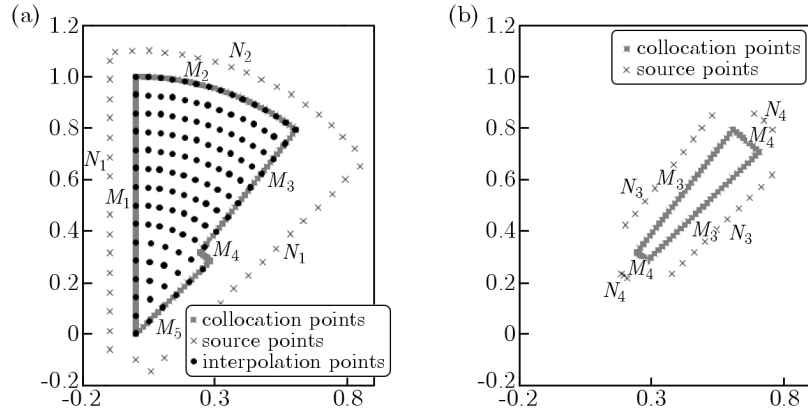 (a)
1.2
1.0
0.8
0.6
0.4
0.2
0
-0.2
-0.2
0.3
0.8
N2
M2
N1
M1
M3
M4
N1
M5
collocation points
source points
interpolation points
(b)
1.2
1.0
0.8
0.6
0.4
0.2
0
-0.2
-0.2
0.3
0.8
collocation points
source points
N4
M4
N3
M3
M3
N3
M4
N4